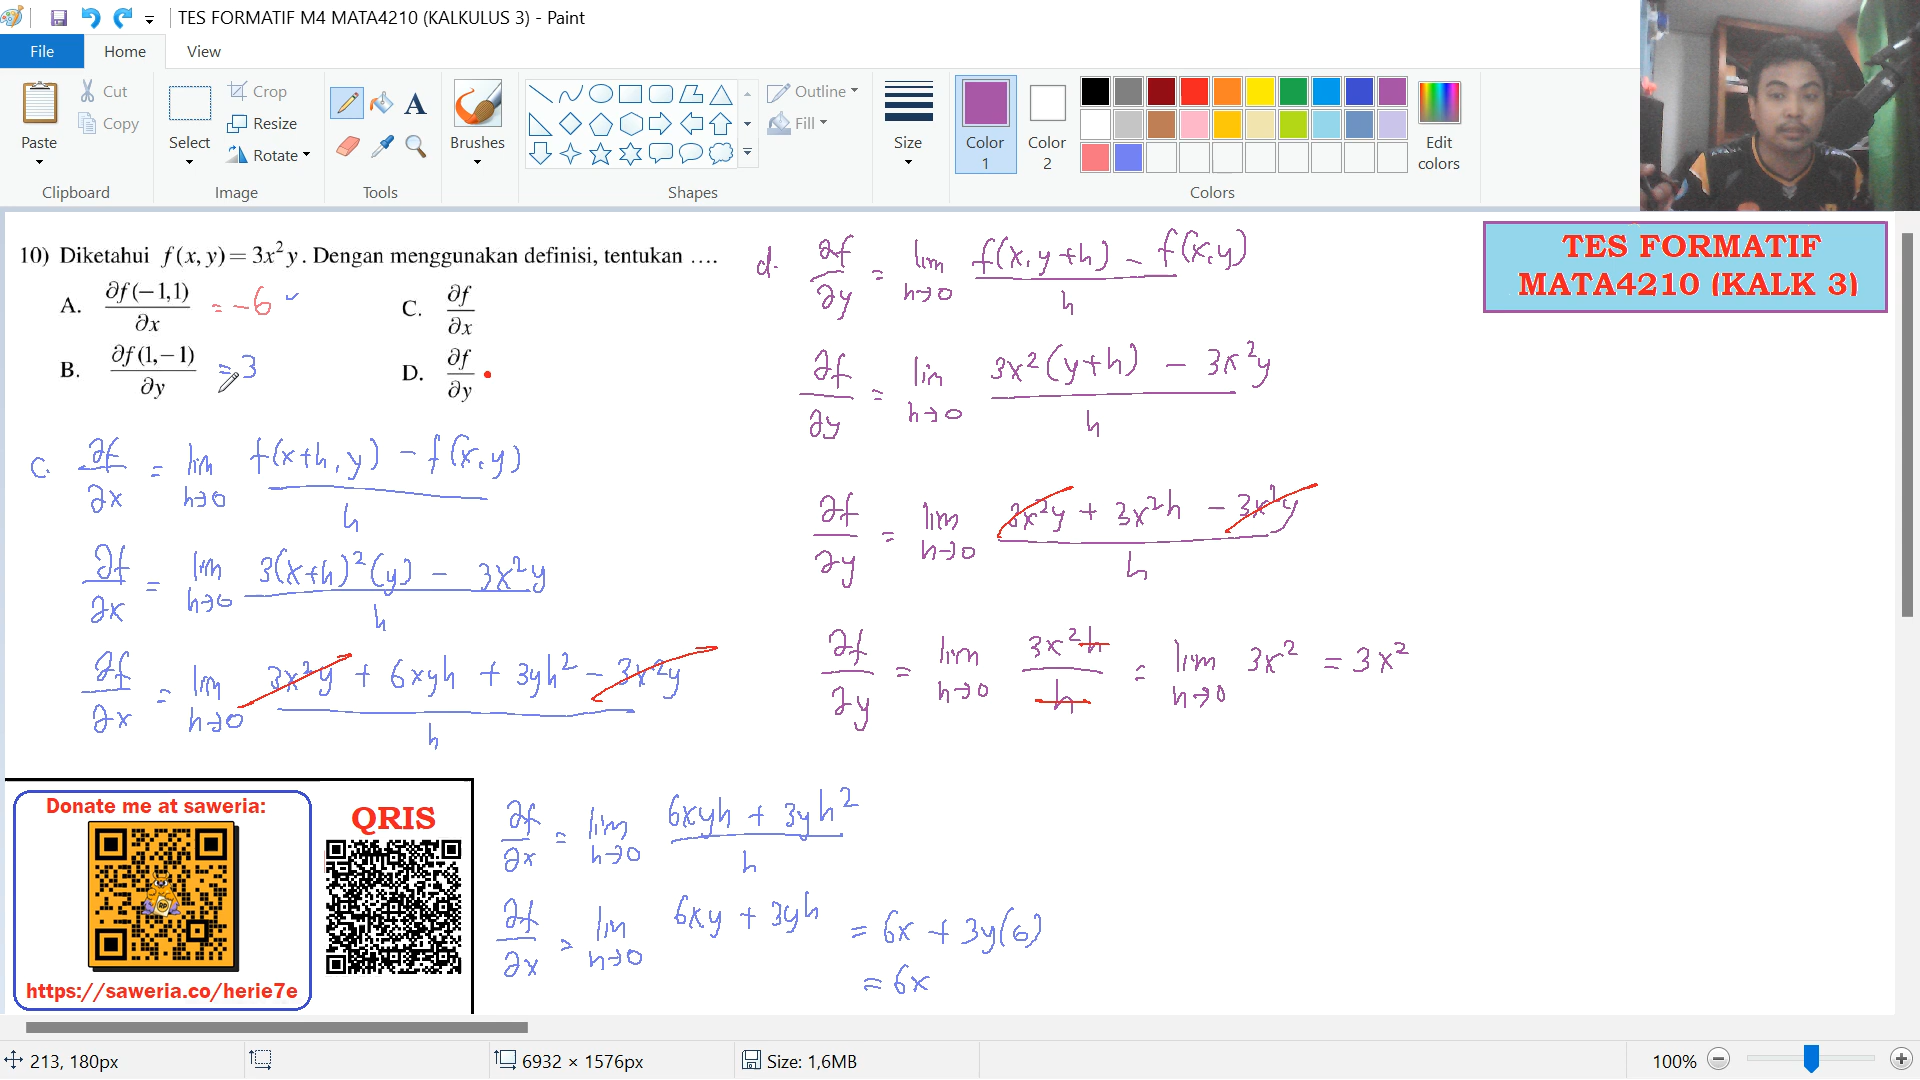 TES FORMATIF M4 MATA4210 (KALKULUS 3) - Paint
File Home View
Paste
Cut
Copy
Clipboard
Select
Crop
Resize
Rotate
Image
A
Tools
Brushes
Outline
Fill
Shapes
Size
Color 1
Color 2
Edit colors
Colors
TES FORMATIF
MATA4210 (KALK 3)
10) Diketahui f(x, y) = 3x²y. Dengan menggunakan definisi, tentukan ....
A. ∂f(−1,1)/∂x = −6
B. ∂f(1,−1)/∂y = 3
C. ∂f/∂x
D. ∂f/∂y
C. ∂f/∂x = lim h→0 f(x+h, y) − f(x,y) / h
∂f/∂x = lim h→0 3(x+h)²(y) − 3x²y / h
∂f/∂x = lim h→0 3x²y + 6xyh + 3yh² − 3x²y / h
∂f/∂x = lim h→0 6xyh + 3yh² / h
∂f/∂x = lim h→0 6xy + 3yh = 6x + 3y(0)
= 6x
d. ∂f/∂y = lim h→0 f(x, y+h) − f(x,y) / h
∂f/∂y = lim h→0 3x²(y+h) − 3x²y / h
∂f/∂y = lim h→0 3x²y + 3x²h − 3x²y / h
∂f/∂y = lim h→0 3x²h / h = lim h→0 3x² = 3x²
Donate me at saweria:
RP
https://saweria.co/herie7e
QRIS
213, 180px
6932 × 1576px
Size: 1,6MB
100%